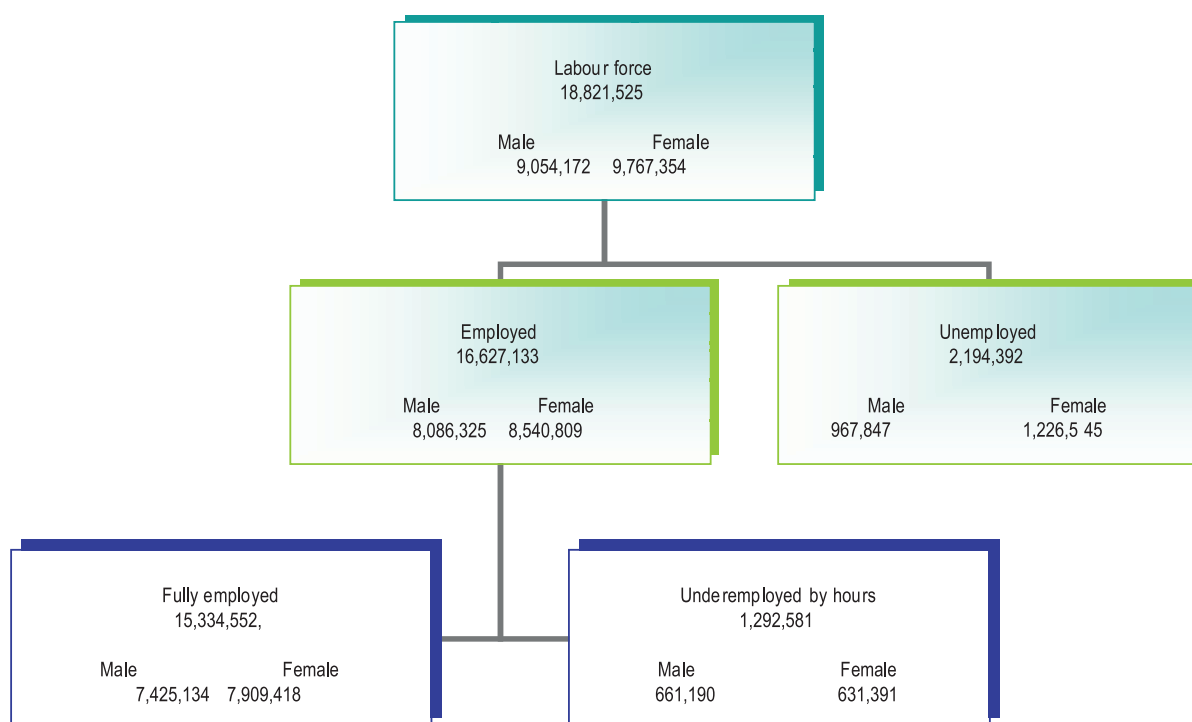 Labour force
18,821,525
Male Female
9,054,172 9,767,354
Employed
16,627,133
Male Female
8,086,325 8,540,809
Unemployed
2,194,392
Male Female
967,847 1,226,5 45
Fully employed
15,334,552,
Male Female
7,425,134 7,909,418
Underemployed by hours
1,292,581
Male Female
661,190 631,391